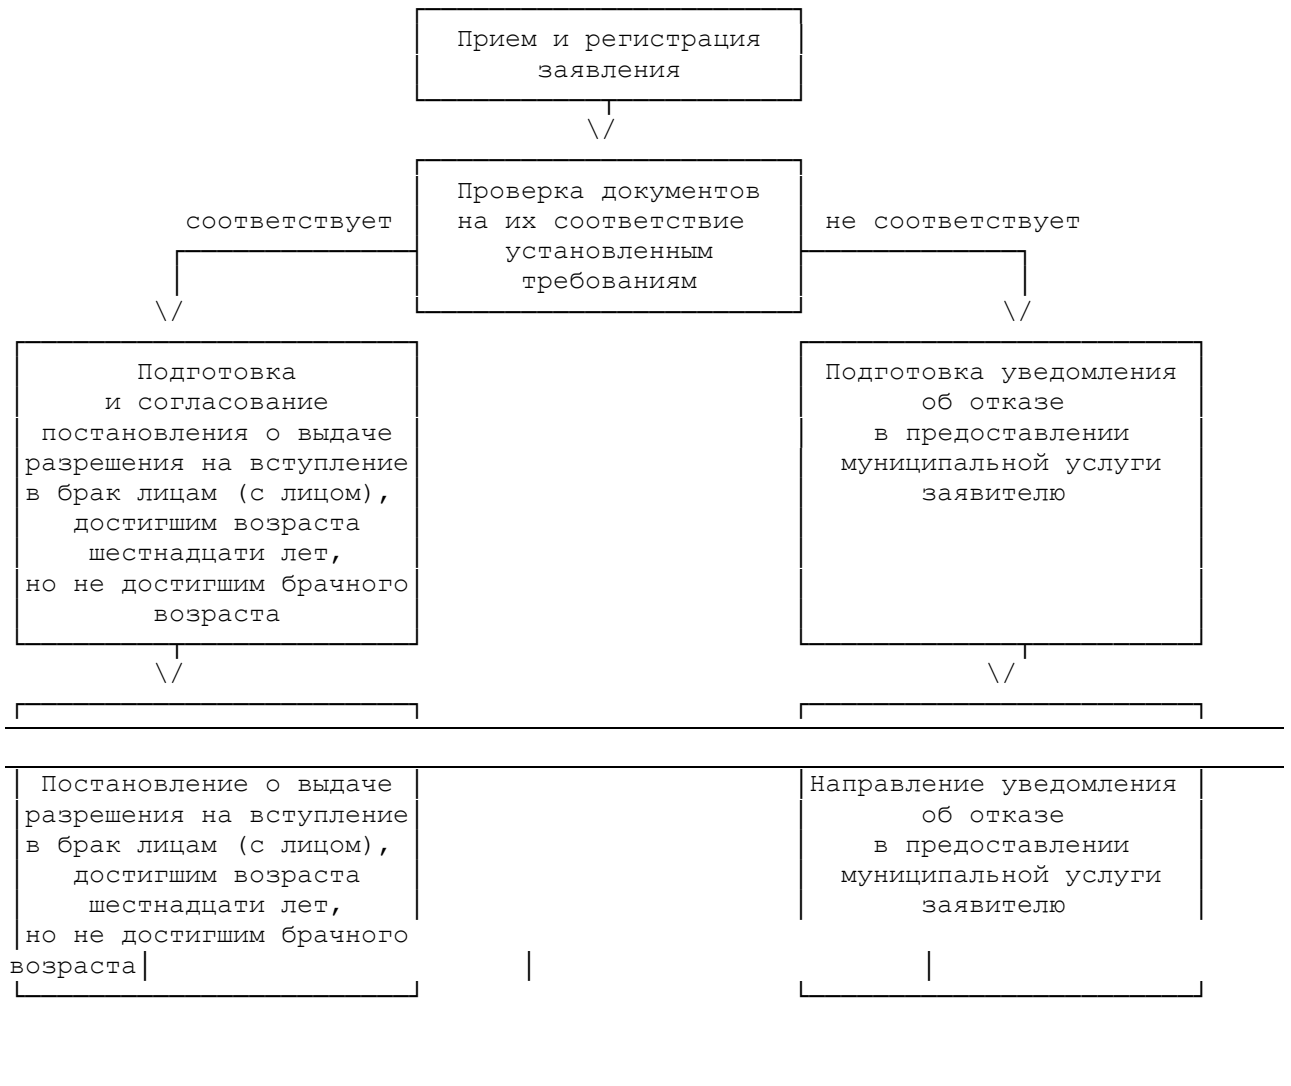 Прием и регистрация
заявления
Проверка документов
на их соответствие
установленным
требованиям
соответствует
не соответствует
Подготовка
и согласование
постановления о выдаче
разрешения на вступление
в брак лицам (с лицом),
достигшим возраста
шестнадцати лет,
но не достигшим брачного
возраста
Подготовка уведомления
об отказе
в предоставлении
муниципальной услуги
заявителю
Постановление о выдаче
разрешения на вступление
в брак лицам (с лицом),
достигшим возраста
шестнадцати лет,
но не достигшим брачного
возраста
Направление уведомления
об отказе
в предоставлении
муниципальной услуги
заявителю